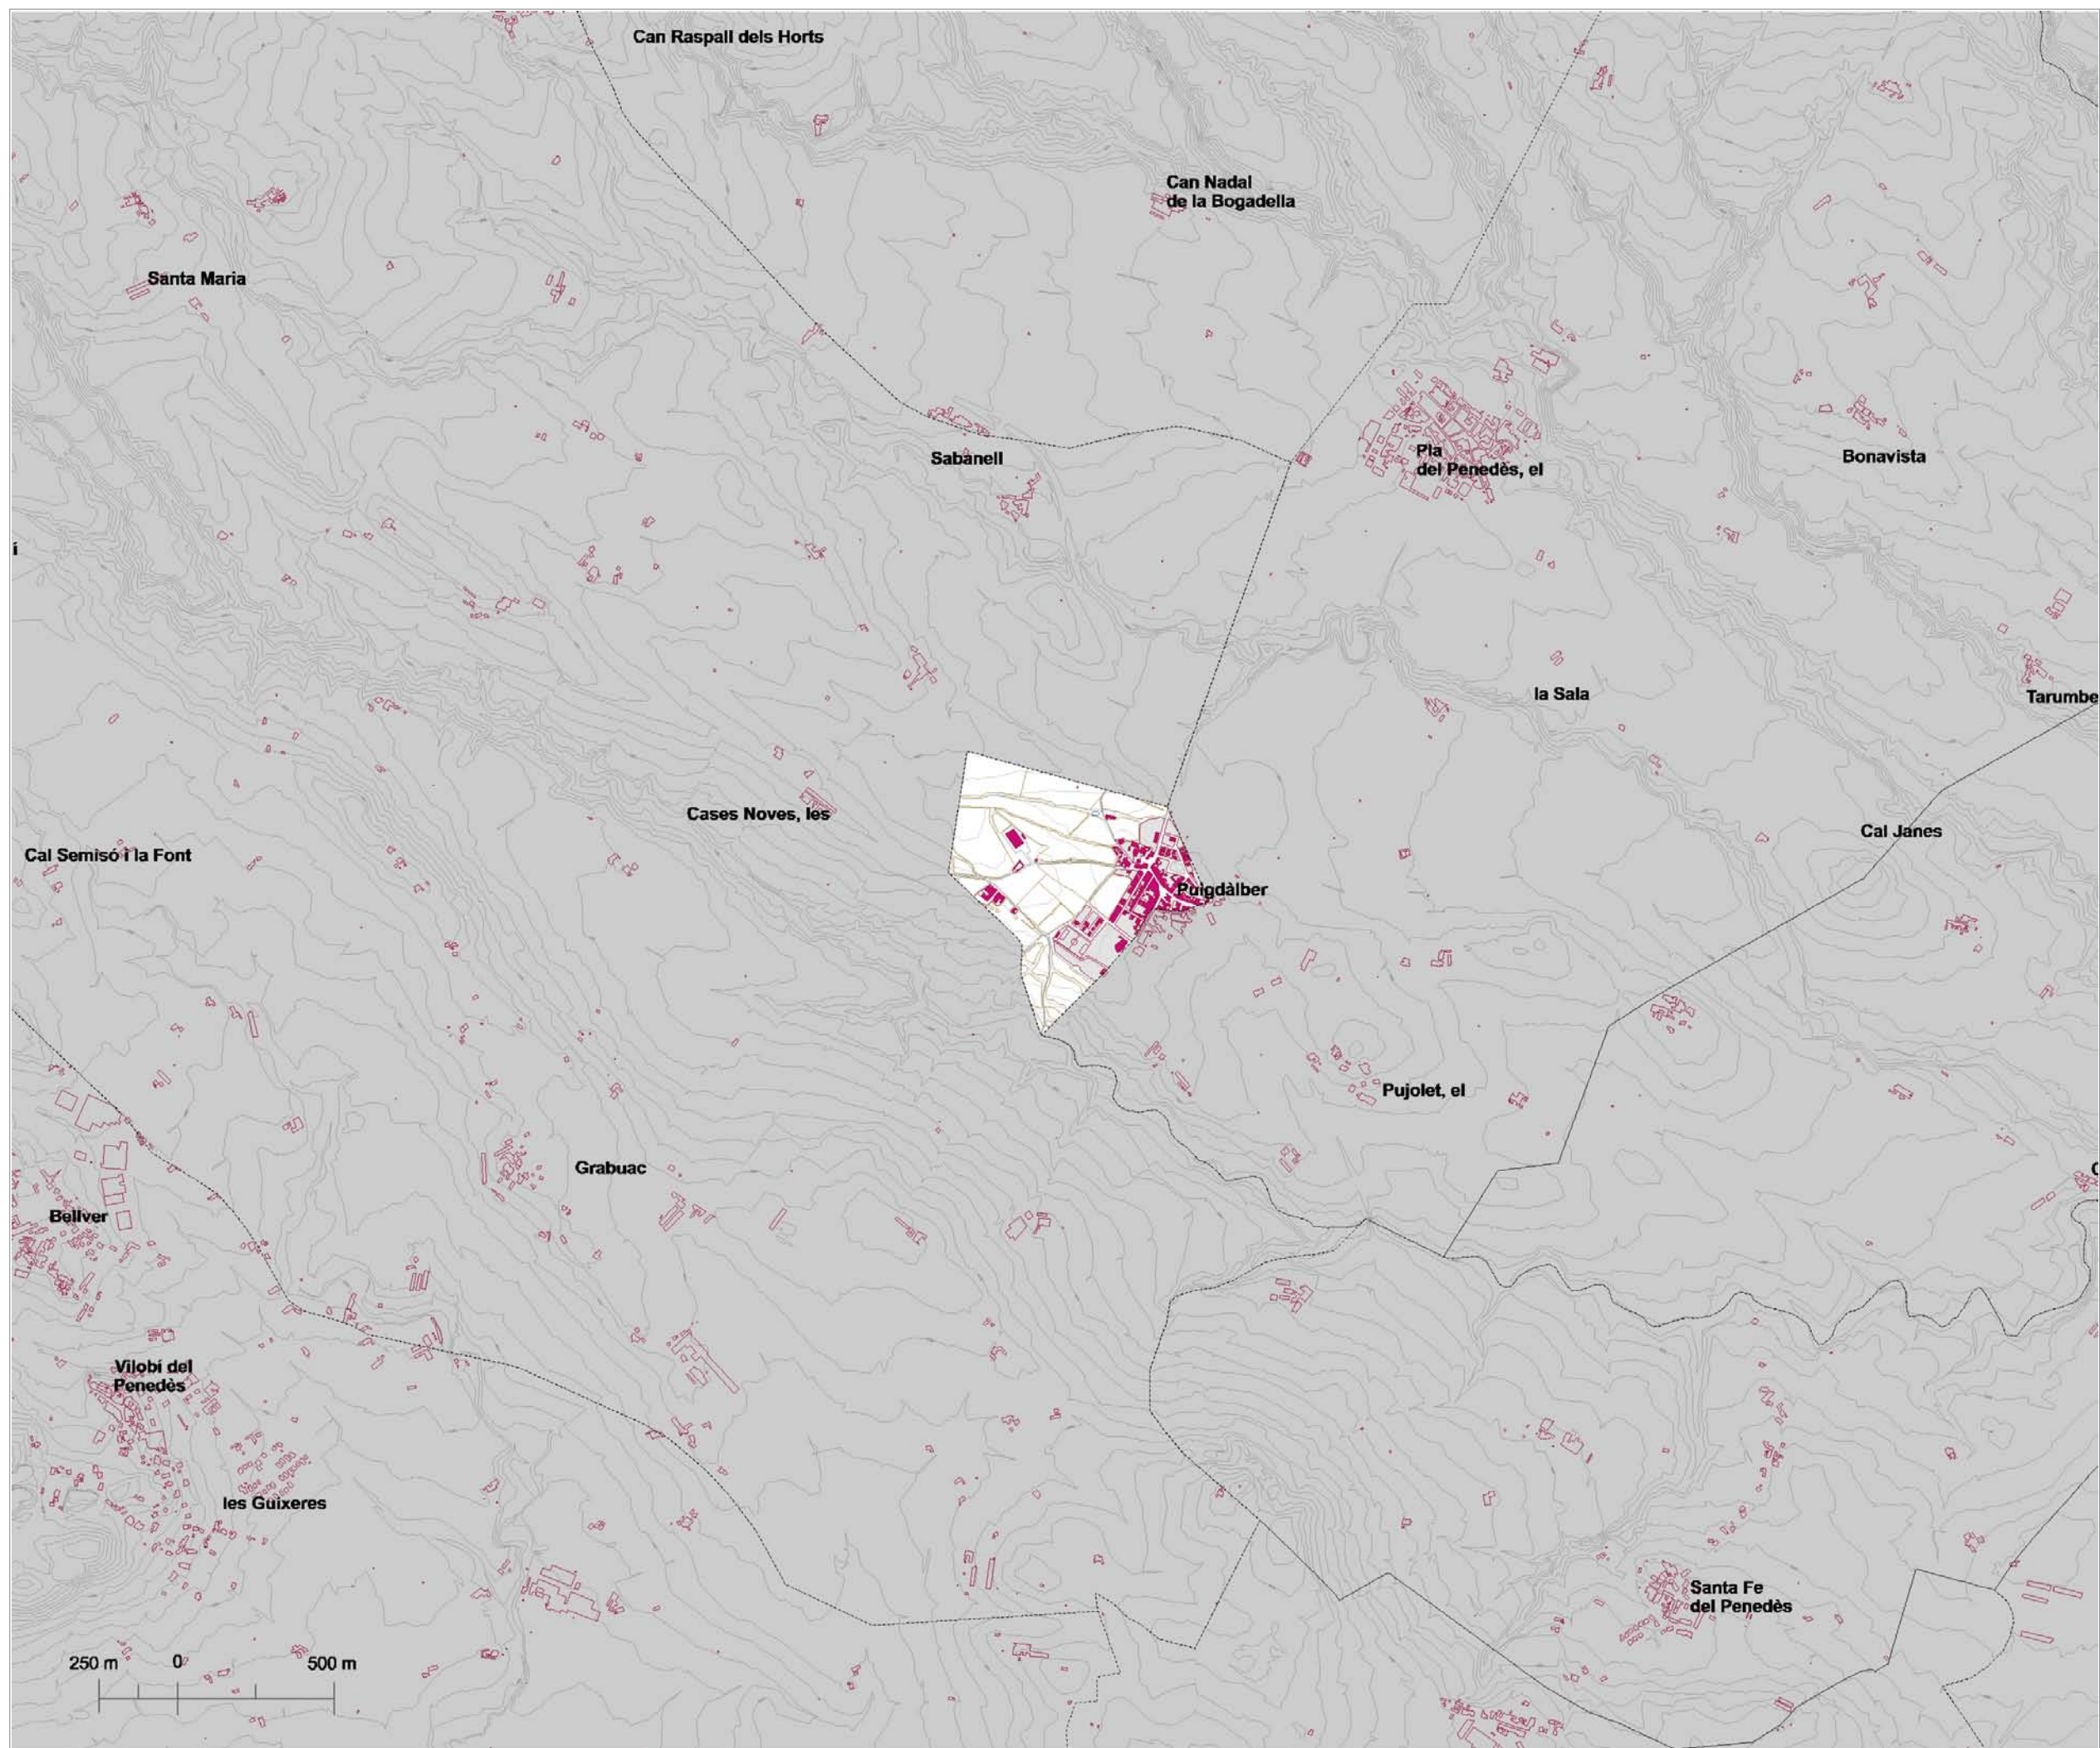 Can Raspall dels Horts
Can Nadal
de la Bogadella
Santa Maria
Sabanell
Pla
del Penedès, el
Bonavista
í
la Sala
Tarumbe
Cases Noves, les
Cal Janes
Cal Semisó i la Font
Puigdàlber
Pujolet, el
Grabuac
Bellver
Vilobí del
Penedès
les Guixeres
Santa Fe
del Penedès
250 m 0 500 m